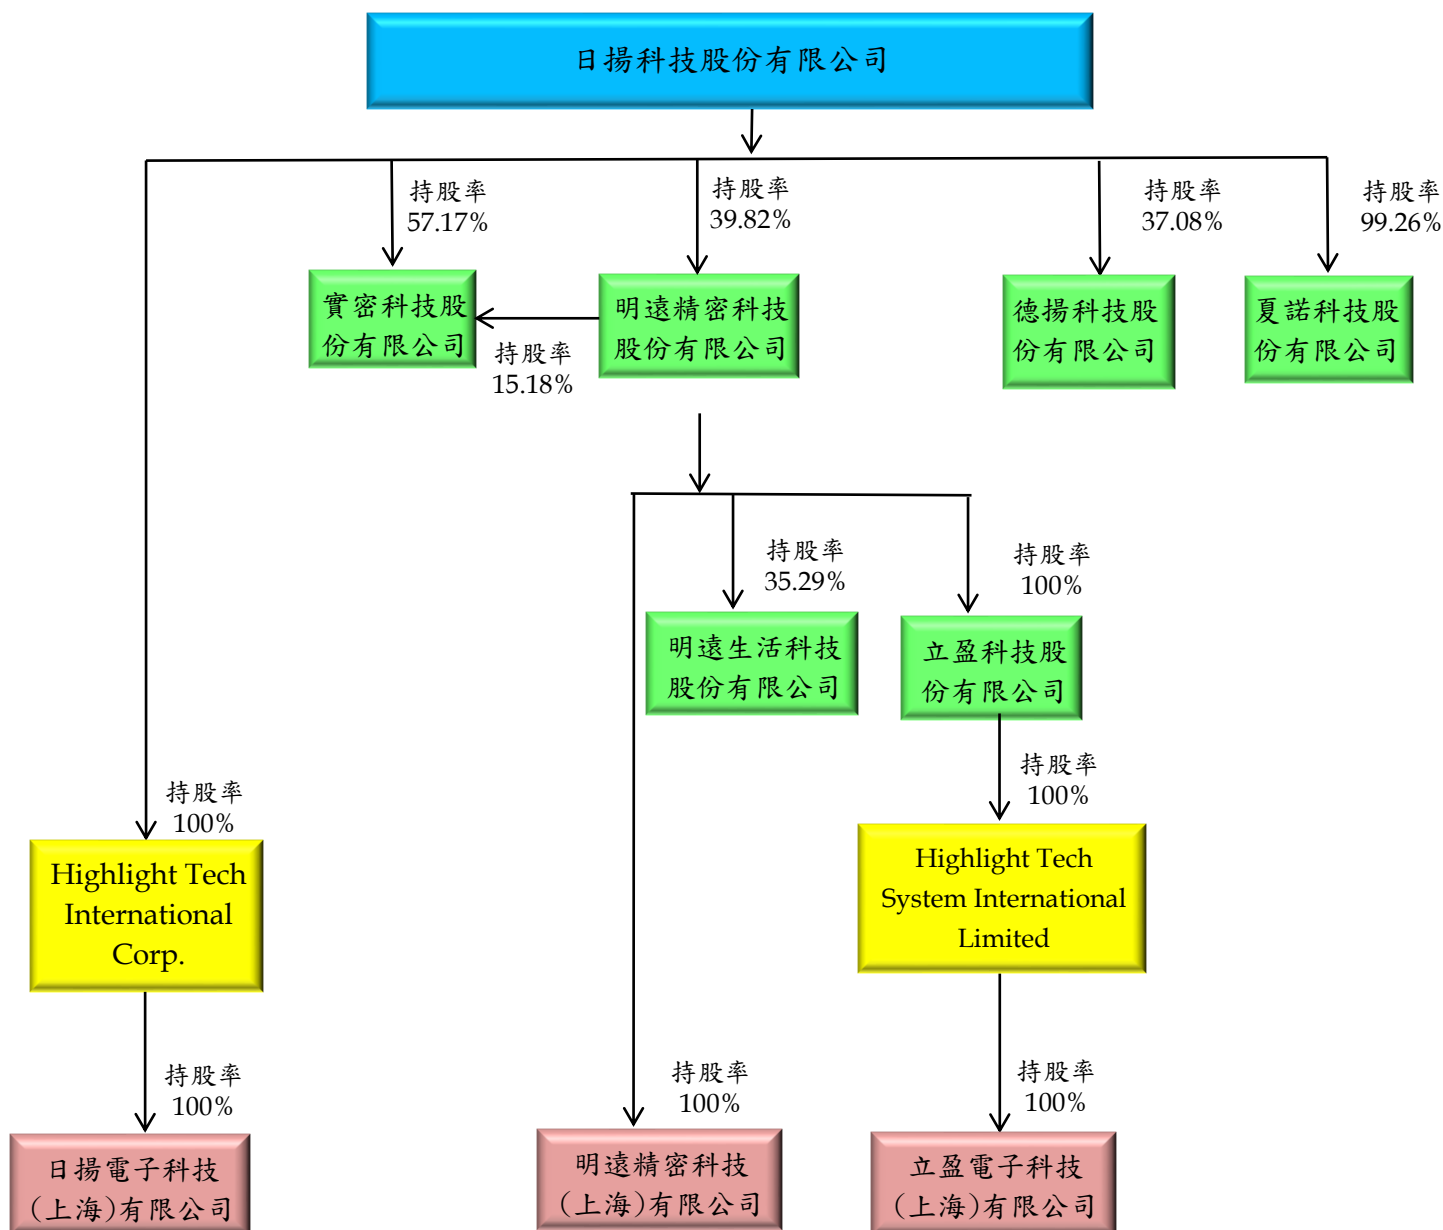 日揚科技股份有限公司
持股率
57.17%
持股率
39.82%
持股率
37.08%
持股率
99.26%
實密科技股
份有限公司
明遠精密科技
股份有限公司
德揚科技股
份有限公司
夏諾科技股
份有限公司
持股率
15.18%
持股率
35.29%
持股率
100%
明遠生活科技
股份有限公司
立盈科技股
份有限公司
持股率
100%
持股率
100%
Highlight Tech
International
Corp.
Highlight Tech
System International
Limited
持股率
100%
持股率
100%
持股率
100%
日揚電子科技
(上海)有限公司
明遠精密科技
(上海)有限公司
立盈電子科技
(上海)有限公司